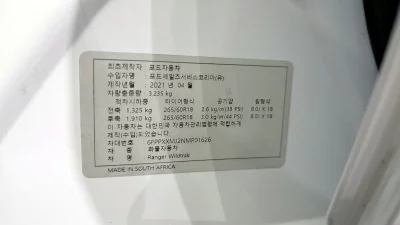 최초제작자 : 포드자동차
수입자명 : 포드세일즈서비스코리아(유)
제작년월 : 2021 년 04 월
차량총중량 : 3,235 kg
적차시하중 타이어형식 공기압 림형식
전축 : 1,325 kg 265/60R18 2.6 kg/㎠(38 PSI) 8.0J X 18
후축 : 1,910 kg 265/60R18 3.0 kg/㎠(44 PSI) 8.0J X 18
이 자동차는 대한민국 자동차관리법령에 적합하게
제작(수입)되었습니다.
차대번호 : 6FPPXXMJ2NMP01626
차 종 : 화물자동차
차 명 : Ranger Wildtrak
MADE IN SOUTH AFRICA